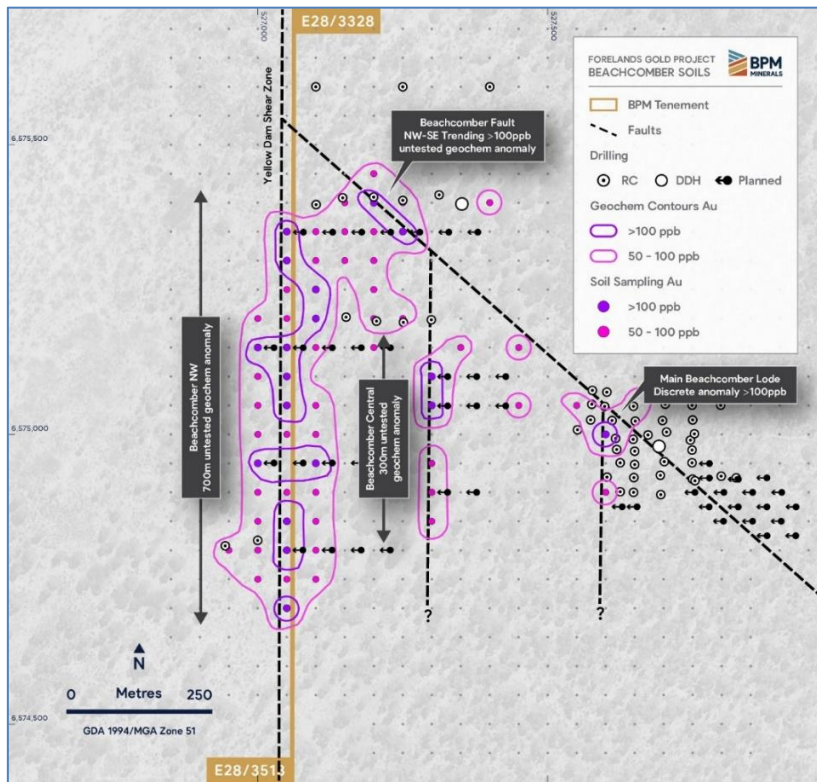 E28/3328
527,000
527,500
FORELANDS GOLD PROJECT
BEACHCOMBER SOILS
BPM
MINERALS
BPM Tenement
Faults
Drilling
RC
DDH
Planned
Geochem Contours Au
>100 ppb
50 - 100 ppb
Soil Sampling Au
>100 ppb
50 - 100 ppb
Yellow Dam Shear Zone
Beachcomber Fault
NW-SE Trending >100ppb
untested geochem anomaly
6,575,500
Beachcomber NW
700m untested geochem anomaly
Beachcomber Central
300m untested
geochem anomaly
Main Beachcomber Lode
Discrete anomaly >100ppb
6,575,000
?
?
N
0 Metres 250
GDA 1994/MGA Zone 51
6,574,500
E28/3513